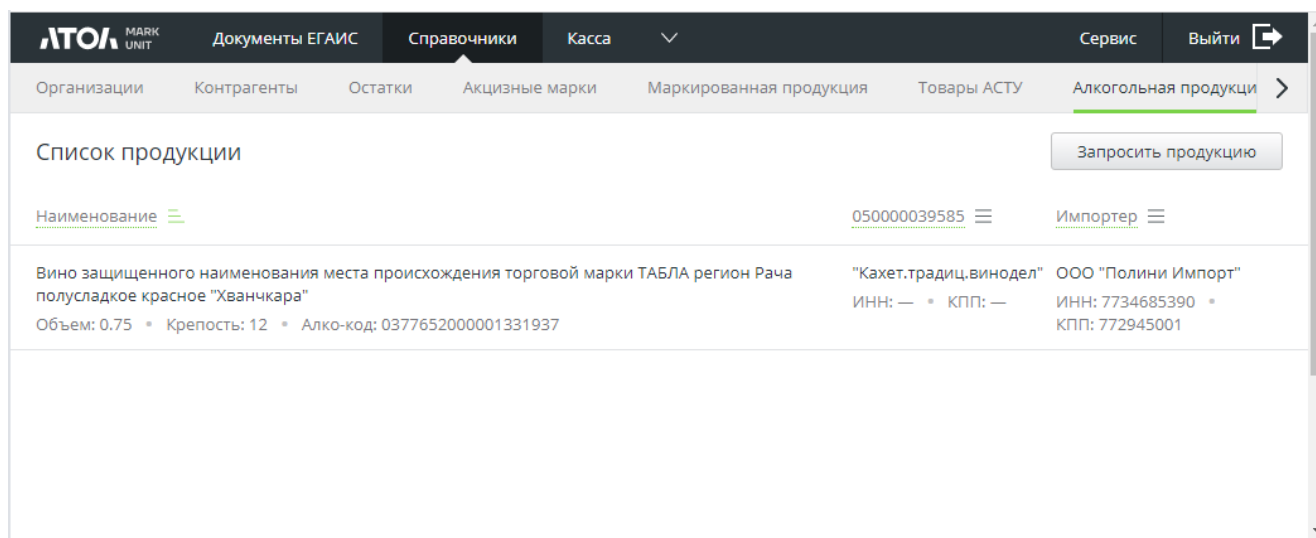 АТОЛ MARK UNIT Документы ЕГАИС Справочники Касса Сервис Выйти
Организации Контрагенты Остатки Акцизные марки Маркированная продукция Товары АСТУ Алкогольная продукци
Список продукции Запросить продукцию
Наименование 050000039585 Импортер
Вино защищенного наименования места происхождения торговой марки ТАБЛА регион Рача "Кахет.традиц.винодел" ООО "Полини Импорт"
полусладкое красное "Хванчкара" ИНН: — • КПП: — ИНН: 7734685390 •
Объем: 0.75 • Крепость: 12 • Алко-код: 0377652000001331937 КПП: 772945001